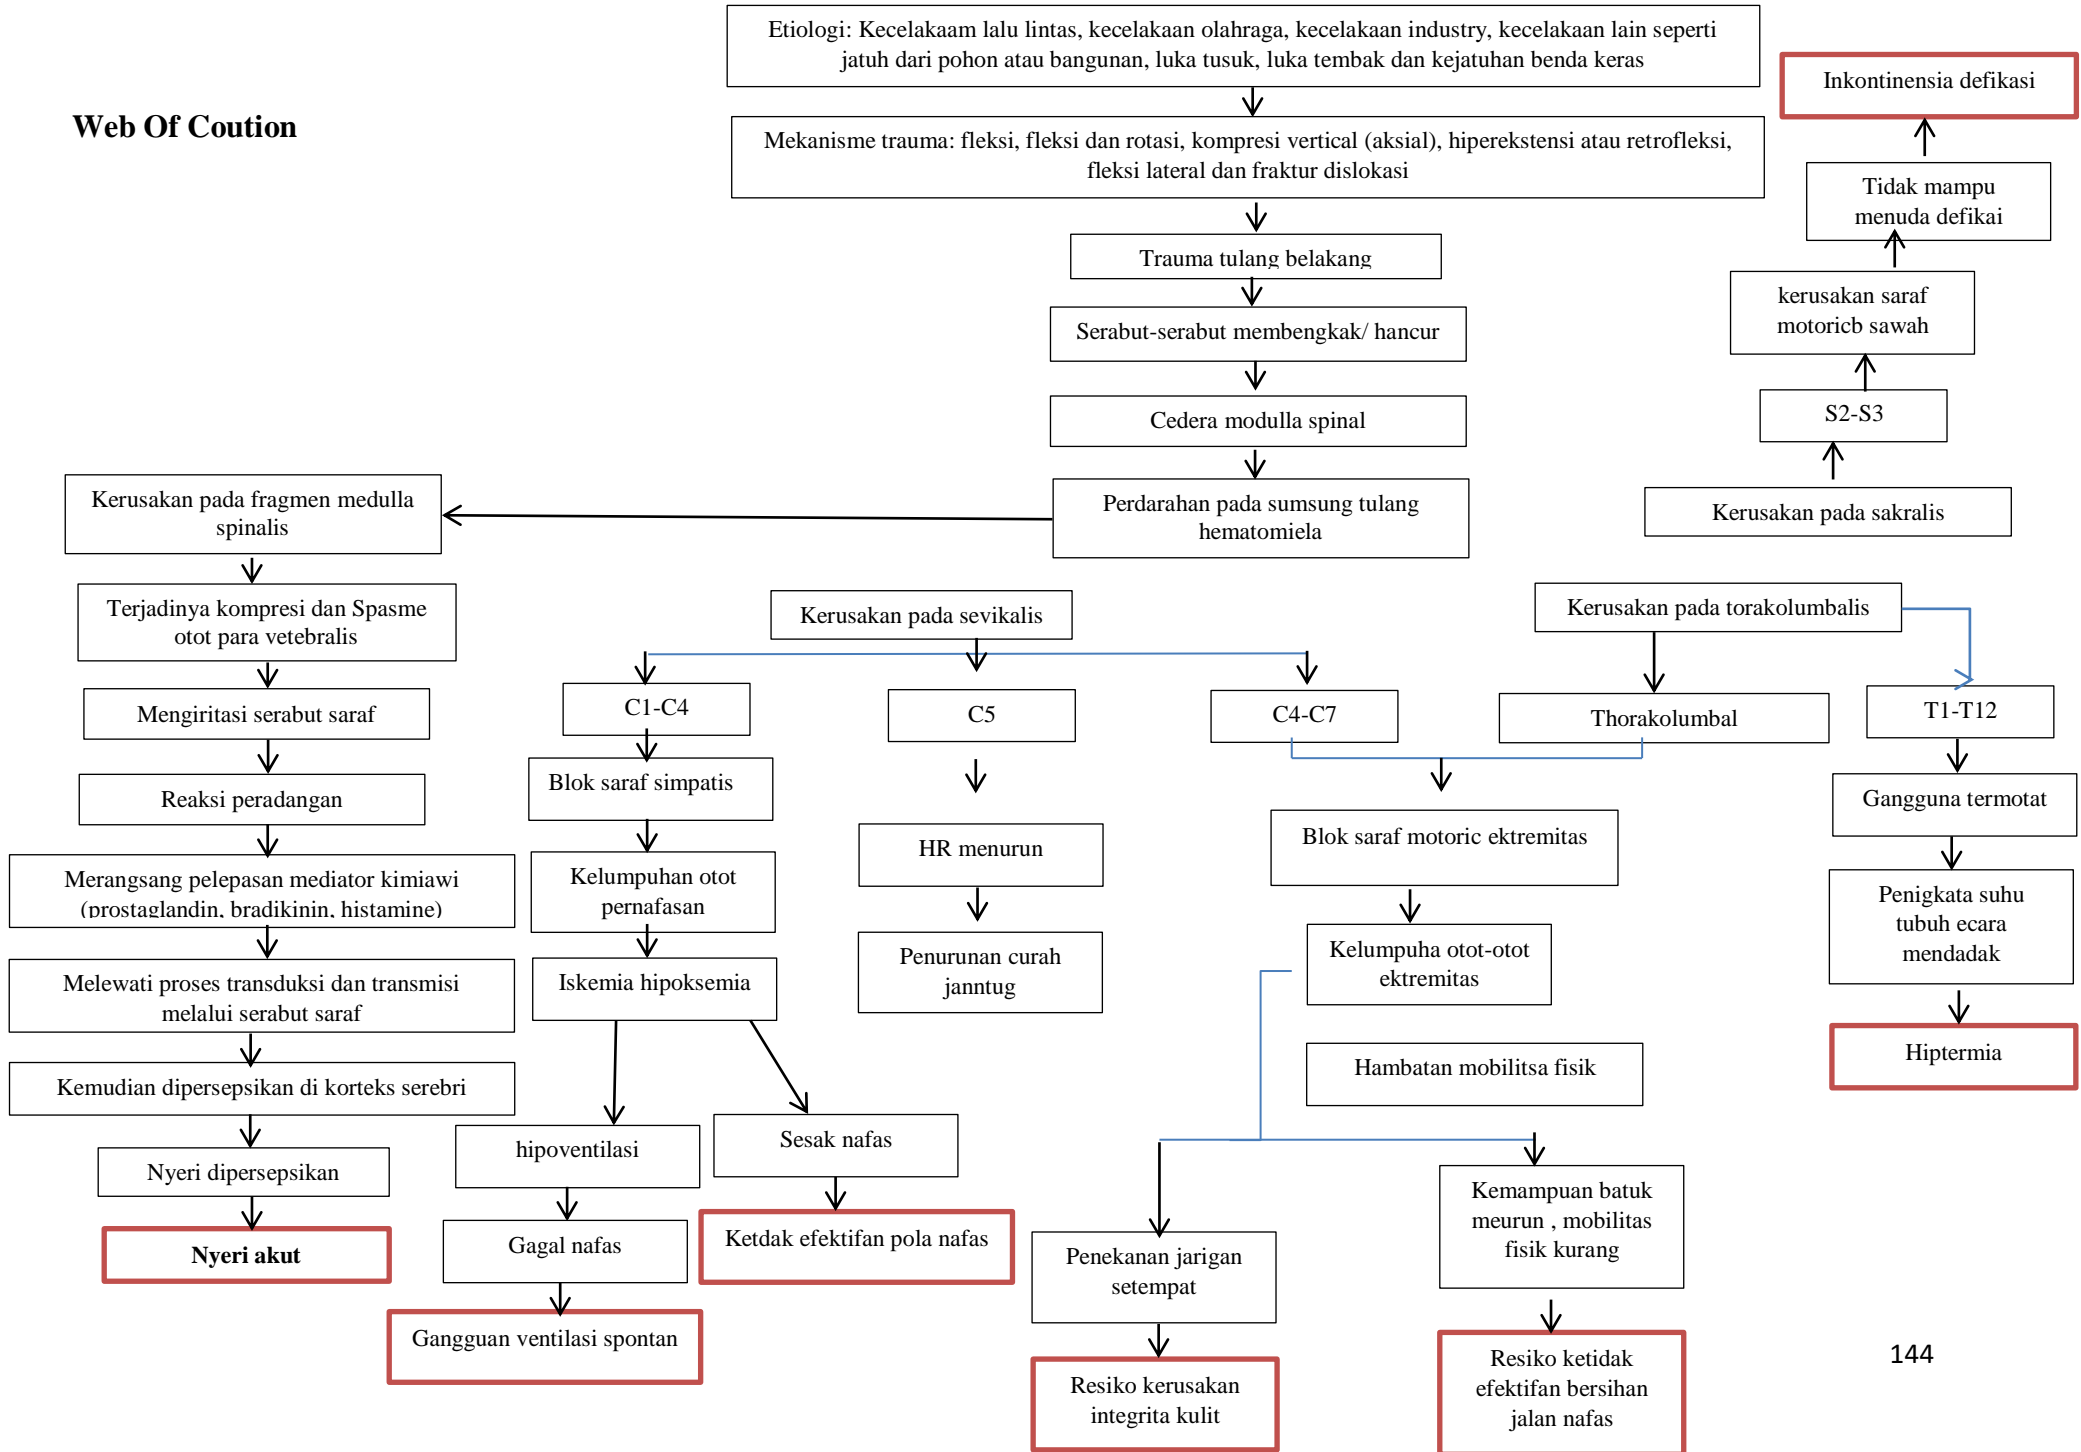 Web Of Coution
Etiologi: Kecelakaam lalu lintas, kecelakaan olahraga, kecelakaan industry, kecelakaan lain seperti
jatuh dari pohon atau bangunan, luka tusuk, luka tembak dan kejatuhan benda keras
Mekanisme trauma: fleksi, fleksi dan rotasi, kompresi vertical (aksial), hiperekstensi atau retrofleksi,
fleksi lateral dan fraktur dislokasi
Trauma tulang belakang
Serabut-serabut membengkak/ hancur
Cedera modulla spinal
Perdarahan pada sumsung tulang
hematomiela
Kerusakan pada fragmen medulla
spinalis
Terjadinya kompresi dan Spasme
otot para vetebralis
Mengiritasi serabut saraf
Reaksi peradangan
Merangsang pelepasan mediator kimiawi
(prostaglandin, bradikinin, histamine)
Melewati proses transduksi dan transmisi
melalui serabut saraf
Kemudian dipersepsikan di korteks serebri
Nyeri dipersepsikan
Nyeri akut
Kerusakan pada sevikalis
C1-C4
Blok saraf simpatis
Kelumpuhan otot
pernafasan
Iskemia hipoksemia
hipoventilasi
Gagal nafas
Gangguan ventilasi spontan
Sesak nafas
Ketdak efektifan pola nafas
C5
HR menurun
Penurunan curah
janntug
C4-C7
Kerusakan pada torakolumbalis
Thorakolumbal
Blok saraf motoric ektremitas
Kelumpuha otot-otot
ektremitas
Hambatan mobilitsa fisik
Penekanan jarigan
setempat
Resiko kerusakan
integrita kulit
Kemampuan batuk
meurun , mobilitas
fisik kurang
Resiko ketidak
efektifan bersihan
jalan nafas
T1-T12
Gangguna termotat
Penigkata suhu
tubuh ecara
mendadak
Hiptermia
Inkontinensia defikasi
Tidak mampu
menuda defikai
kerusakan saraf
motoricb sawah
S2-S3
Kerusakan pada sakralis
144